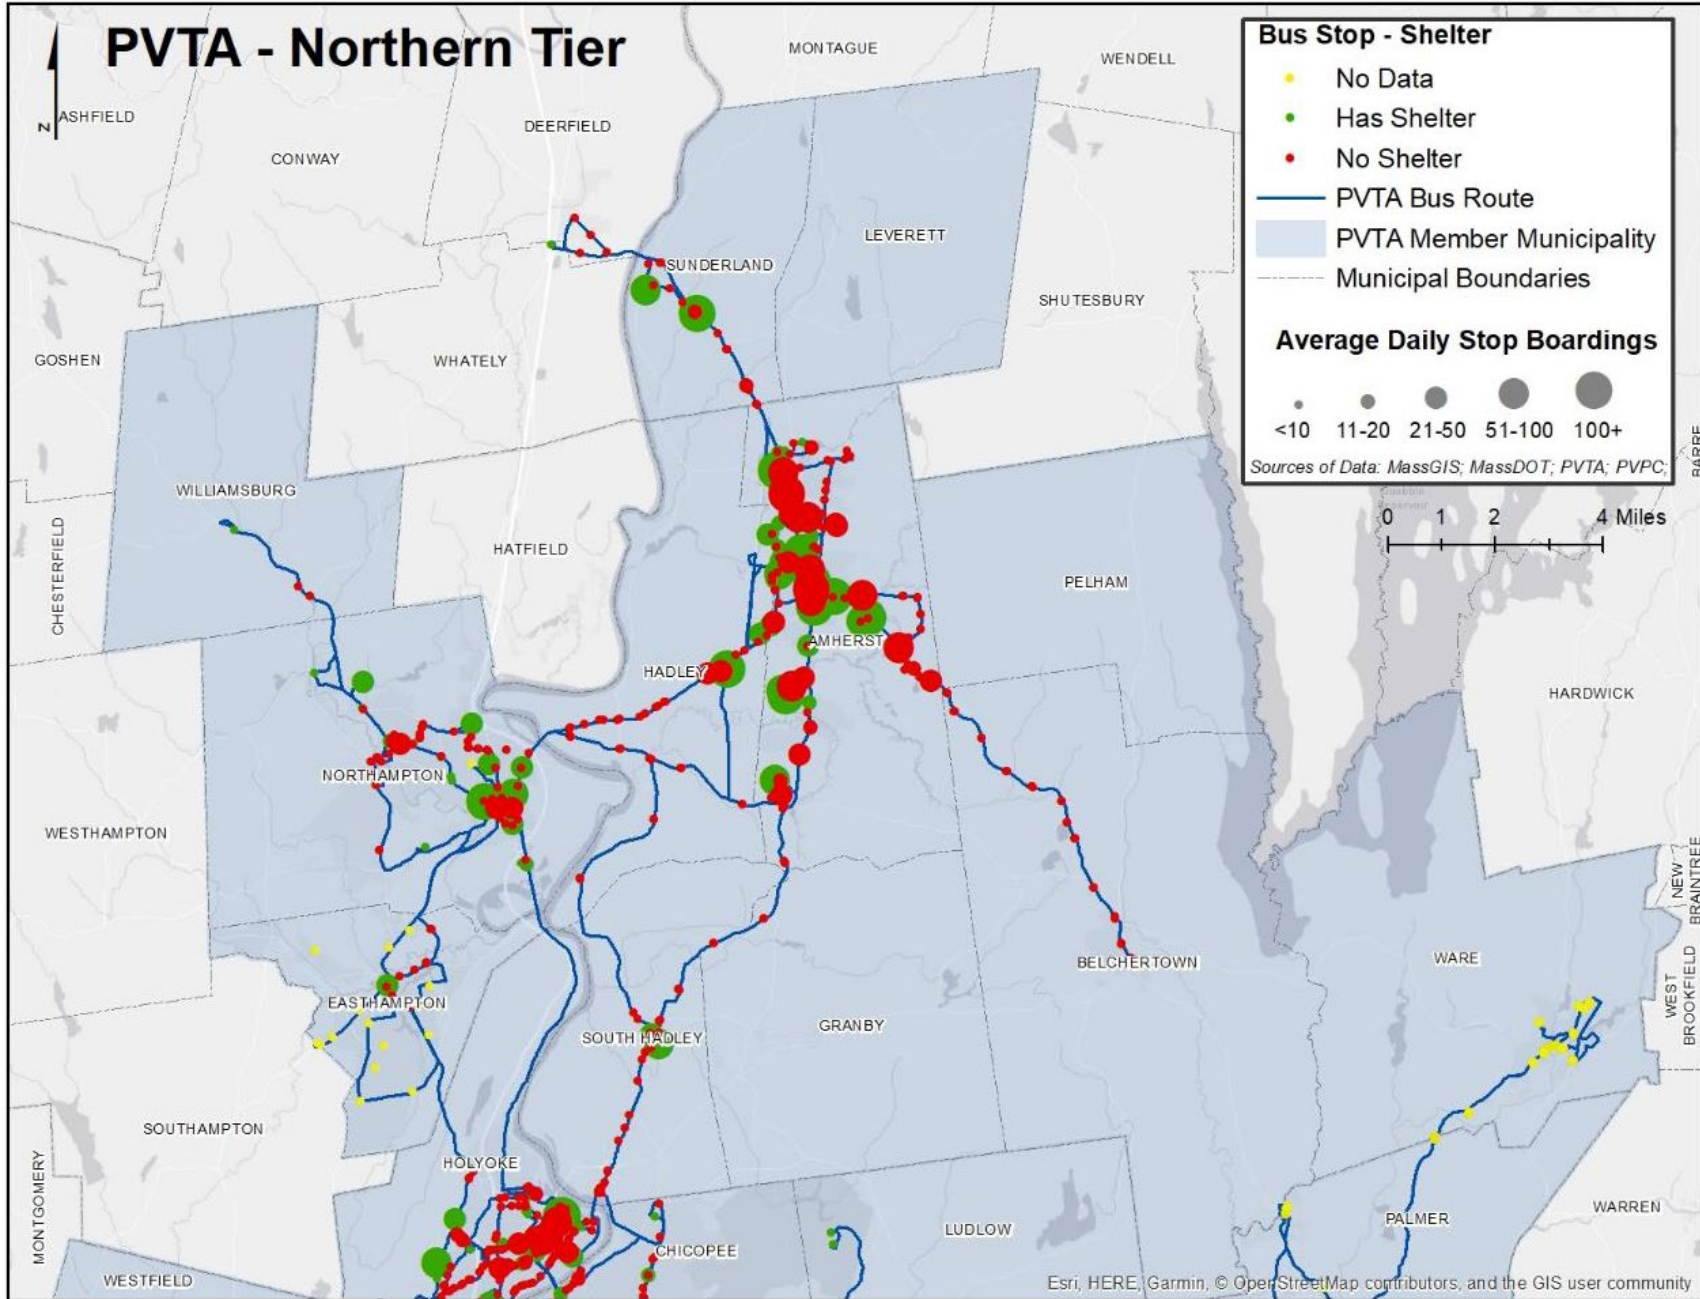 PVTA - Northern Tier
N
Bus Stop - Shelter
No Data
Has Shelter
No Shelter
PVTA Bus Route
PVTA Member Municipality
Municipal Boundaries
Average Daily Stop Boardings
<10 11-20 21-50 51-100 100+
Sources of Data: MassGIS; MassDOT; PVTA; PVPC;
0 1 2 4 Miles
MONTAGUE
WENDELL
ASHFIELD
DEERFIELD
CONWAY
LEVERETT
SUNDERLAND
SHUTESBURY
GOSHEN
WHATELY
BARRE
WILLIAMSBURG
CHESTERFIELD
HATFIELD
PELHAM
AMHERST
HADLEY
HARDWICK
NORTHAMPTON
WESTHAMPTON
NEW
BRAINTREE
BELCHERTOWN
WARE
WEST
BROOKFIELD
EASTHAMPTON
SOUTH HADLEY
GRANBY
SOUTHAMPTON
HOLYOKE
MONTGOMERY
PALMER
WARREN
LUDLOW
CHICOPEE
WESTFIELD
Esri, HERE, Garmin, © OpenStreetMap contributors, and the GIS user community